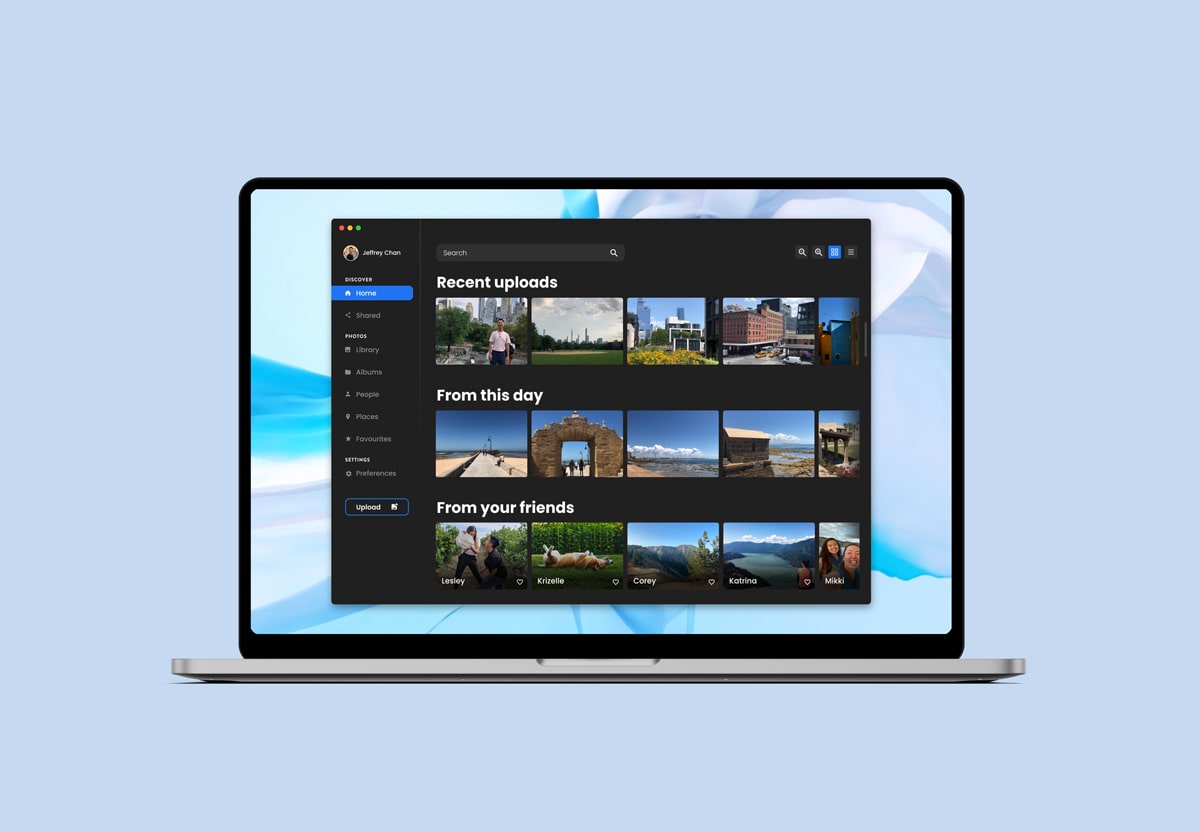 Jeffrey Chan
DISCOVER
Home
Shared
PHOTOS
Library
Albums
People
Places
Favourites
SETTINGS
Preferences
Upload
Search
Recent uploads
From this day
From your friends
Lesley
Krizelle
Corey
Katrina
Mikki